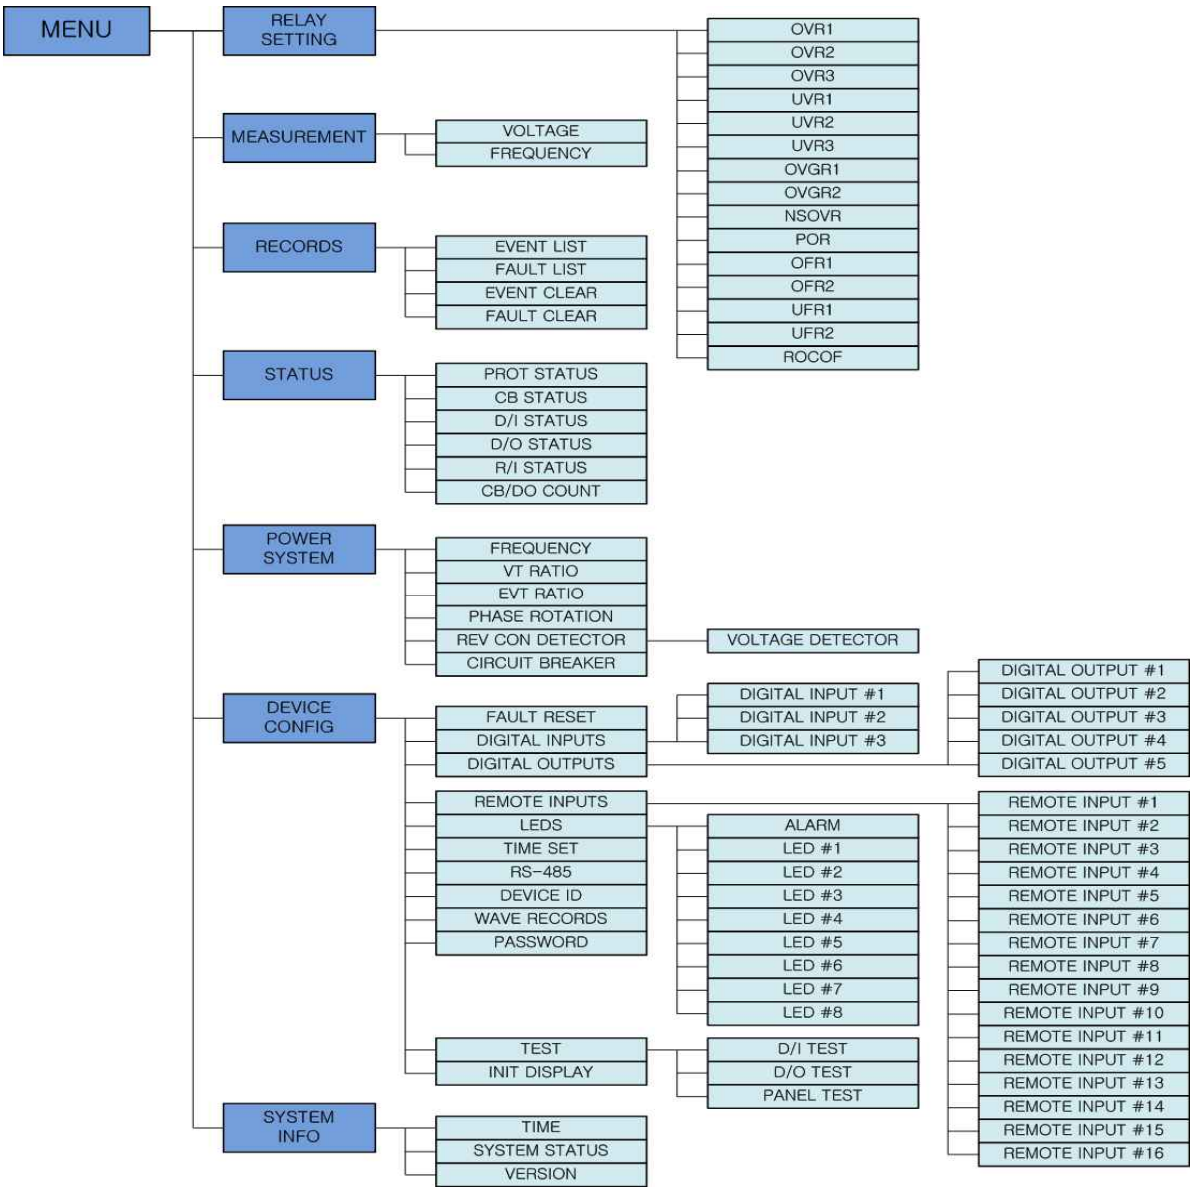 MENU
RELAY
SETTING
OVR1
OVR2
OVR3
UVR1
UVR2
UVR3
OVGR1
OVGR2
NSOVR
POR
OFR1
OFR2
UFR1
UFR2
ROCOF
MEASUREMENT
VOLTAGE
FREQUENCY
RECORDS
EVENT LIST
FAULT LIST
EVENT CLEAR
FAULT CLEAR
STATUS
PROT STATUS
CB STATUS
D/I STATUS
D/O STATUS
R/I STATUS
CB/DO COUNT
POWER
SYSTEM
FREQUENCY
VT RATIO
EVT RATIO
PHASE ROTATION
REV CON DETECTOR
VOLTAGE DETECTOR
CIRCUIT BREAKER
DEVICE
CONFIG
FAULT RESET
DIGITAL INPUTS
DIGITAL INPUT #1
DIGITAL INPUT #2
DIGITAL INPUT #3
DIGITAL OUTPUTS
DIGITAL OUTPUT #1
DIGITAL OUTPUT #2
DIGITAL OUTPUT #3
DIGITAL OUTPUT #4
DIGITAL OUTPUT #5
REMOTE INPUTS
REMOTE INPUT #1
REMOTE INPUT #2
REMOTE INPUT #3
REMOTE INPUT #4
REMOTE INPUT #5
REMOTE INPUT #6
REMOTE INPUT #7
REMOTE INPUT #8
REMOTE INPUT #9
REMOTE INPUT #10
REMOTE INPUT #11
REMOTE INPUT #12
REMOTE INPUT #13
REMOTE INPUT #14
REMOTE INPUT #15
REMOTE INPUT #16
LEDS
ALARM
LED #1
LED #2
LED #3
LED #4
LED #5
LED #6
LED #7
LED #8
TIME SET
RS-485
DEVICE ID
WAVE RECORDS
PASSWORD
TEST
D/I TEST
D/O TEST
PANEL TEST
INIT DISPLAY
SYSTEM
INFO
TIME
SYSTEM STATUS
VERSION